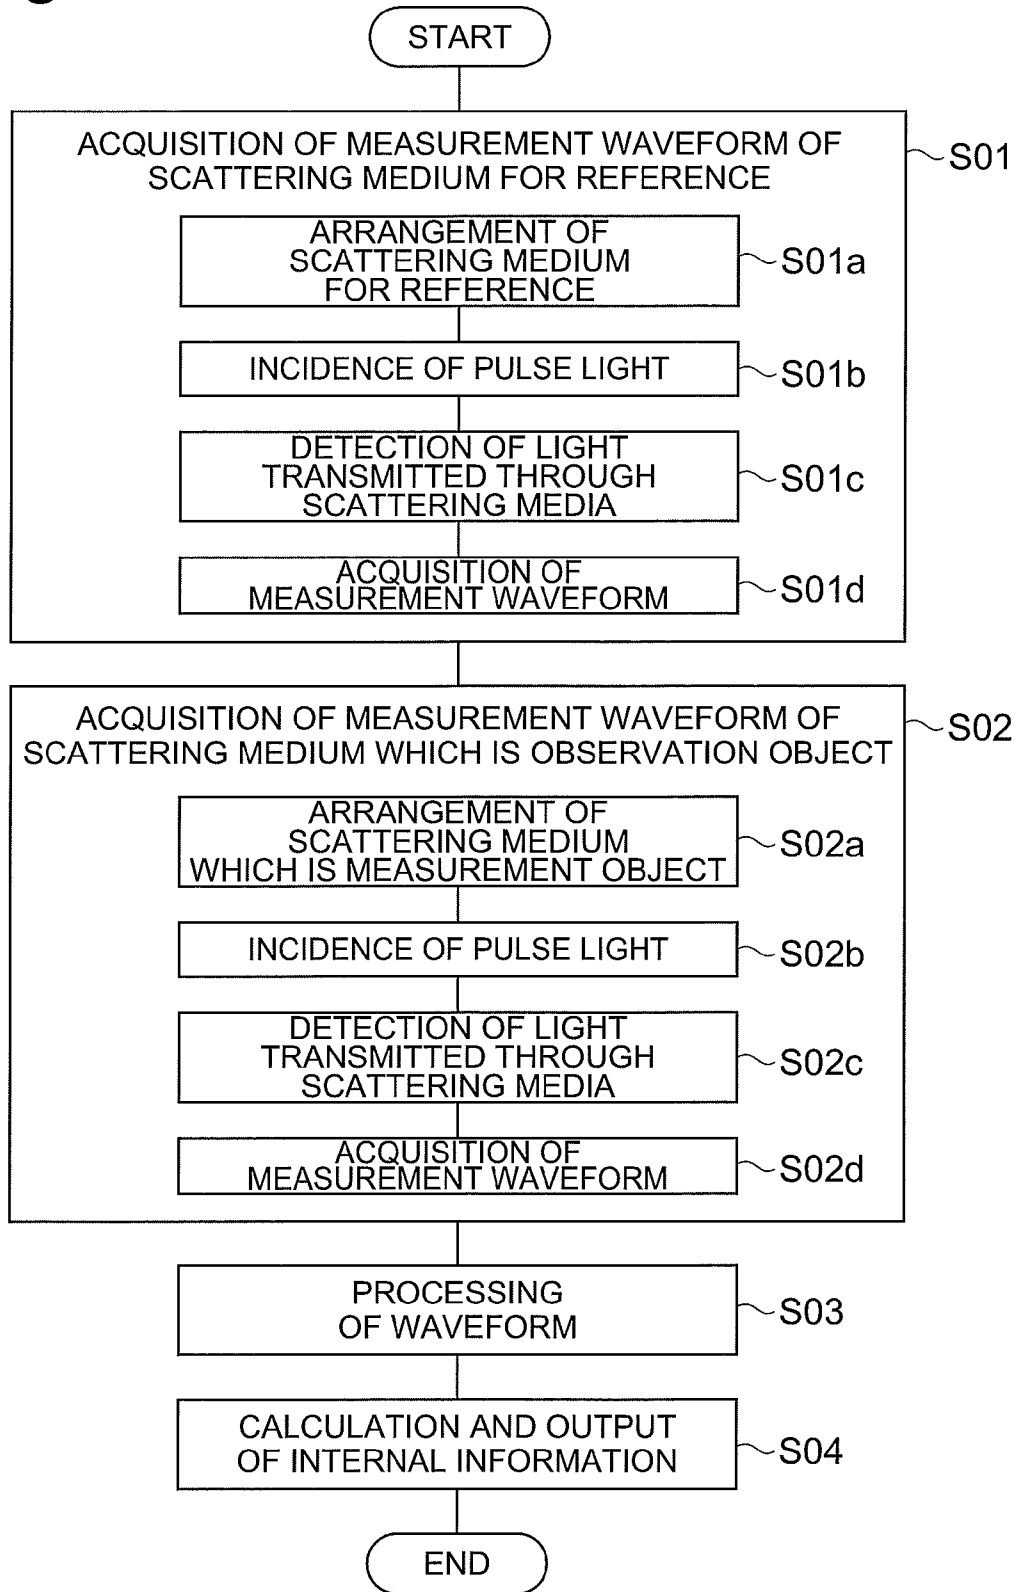 START
ACQUISITION OF MEASUREMENT WAVEFORM OF
SCATTERING MEDIUM FOR REFERENCE
S01
ARRANGEMENT OF
SCATTERING MEDIUM
FOR REFERENCE
S01a
INCIDENCE OF PULSE LIGHT
S01b
DETECTION OF LIGHT
TRANSMITTED THROUGH
SCATTERING MEDIA
S01c
ACQUISITION OF
MEASUREMENT WAVEFORM
S01d
ACQUISITION OF MEASUREMENT WAVEFORM OF
SCATTERING MEDIUM WHICH IS OBSERVATION OBJECT
S02
ARRANGEMENT OF
SCATTERING MEDIUM
WHICH IS MEASUREMENT OBJECT
S02a
INCIDENCE OF PULSE LIGHT
S02b
DETECTION OF LIGHT
TRANSMITTED THROUGH
SCATTERING MEDIA
S02c
ACQUISITION OF
MEASUREMENT WAVEFORM
S02d
PROCESSING
OF WAVEFORM
S03
CALCULATION AND OUTPUT
OF INTERNAL INFORMATION
S04
END